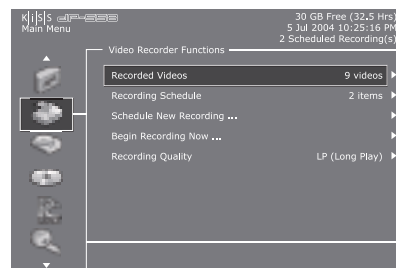 KiSS DP-558
Main Menu
30 GB Free (32.5 Hrs)
5 Jul 2004 10:25:16 PM
2 Scheduled Recording(s)
Video Recorder Functions
Recorded Videos 9 videos
Recording Schedule 2 items
Schedule New Recording ...
Begin Recording Now ...
Recording Quality LP (Long Play)